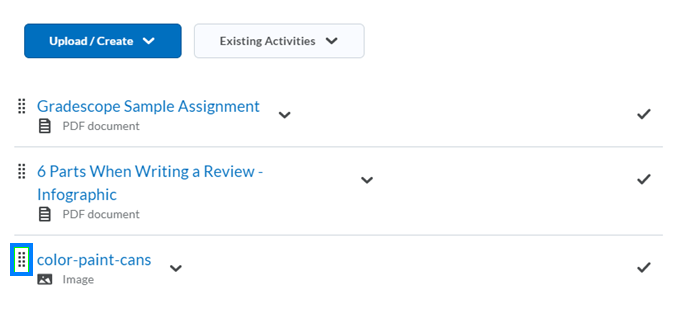 Upload / Create
Existing Activities
Gradescope Sample Assignment
PDF document
6 Parts When Writing a Review -
Infographic
PDF document
color-paint-cans
Image